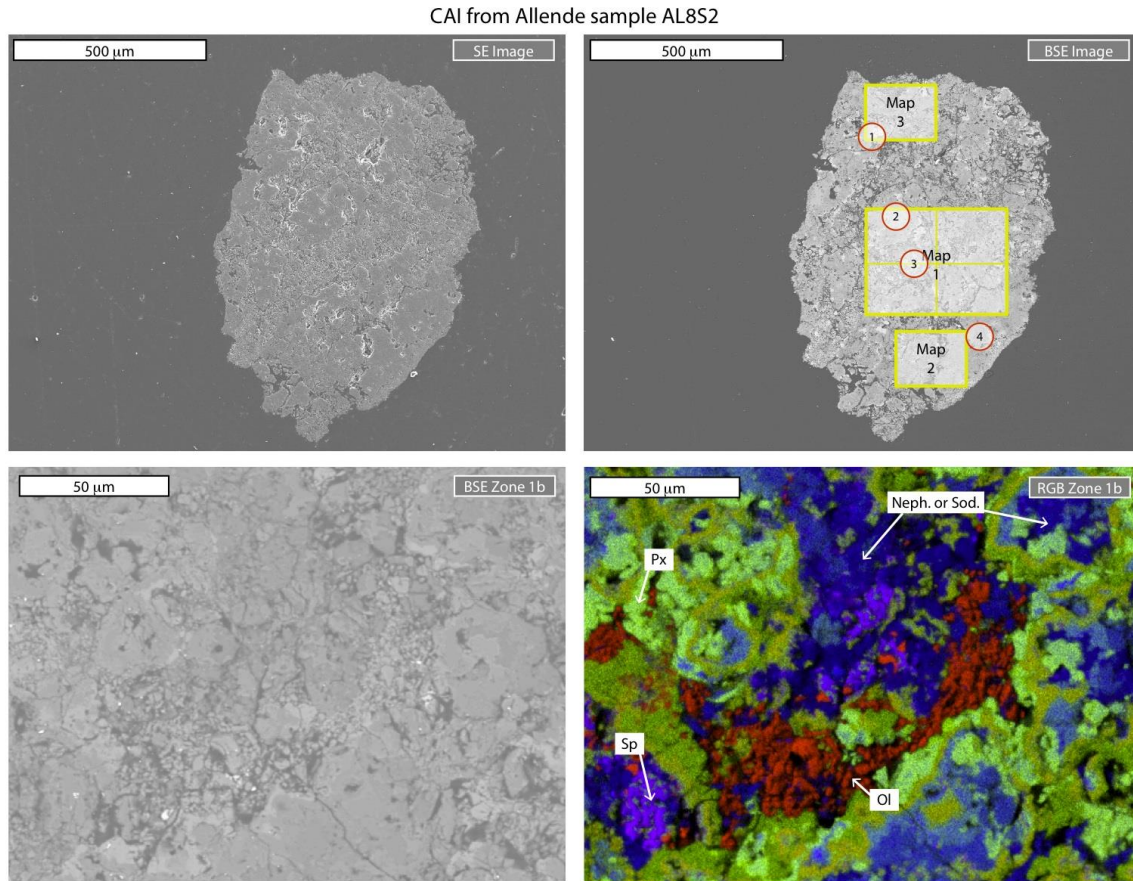 CAI from Allende sample AL8S2
500 μm
SE Image
500 μm
BSE Image
Map
3
1
2
3
Map
1
4
Map
2
50 μm
BSE Zone 1b
50 μm
RGB Zone 1b
Neph. or Sod.
Px
Sp
Ol